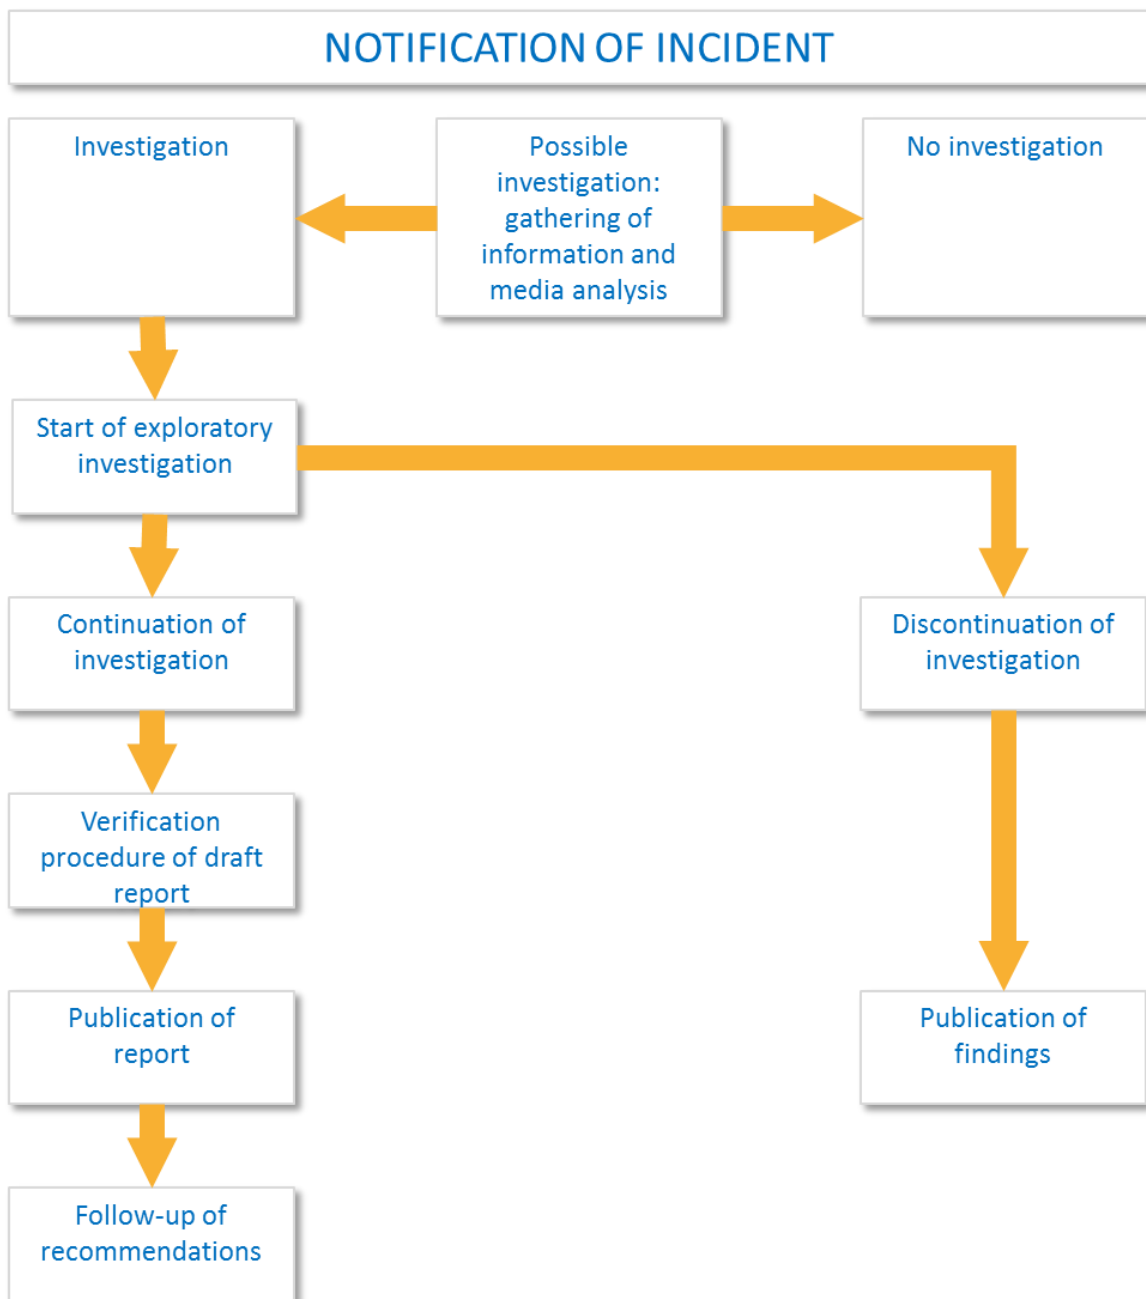 NOTIFICATION OF INCIDENT
Investigation
Possible
investigation:
gathering of
information and
media analysis
No investigation
Start of exploratory
investigation
Continuation of
investigation
Discontinuation of
investigation
Verification
procedure of draft
report
Publication of
report
Publication of
findings
Follow-up of
recommendations